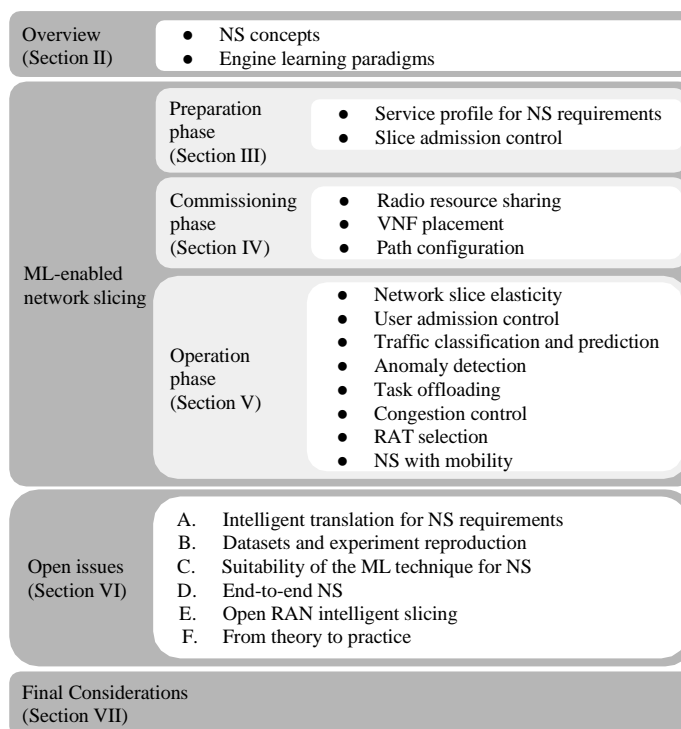 Overview
(Section II)
● NS concepts
● Engine learning paradigms
ML-enabled
network slicing
Preparation
phase
(Section III)
● Service profile for NS requirements
● Slice admission control
Commissioning
phase
(Section IV)
● Radio resource sharing
● VNF placement
● Path configuration
Operation
phase
(Section V)
● Network slice elasticity
● User admission control
● Traffic classification and prediction
● Anomaly detection
● Task offloading
● Congestion control
● RAT selection
● NS with mobility
Open issues
(Section VI)
A. Intelligent translation for NS requirements
B. Datasets and experiment reproduction
C. Suitability of the ML technique for NS
D. End-to-end NS
E. Open RAN intelligent slicing
F. From theory to practice
Final Considerations
(Section VII)